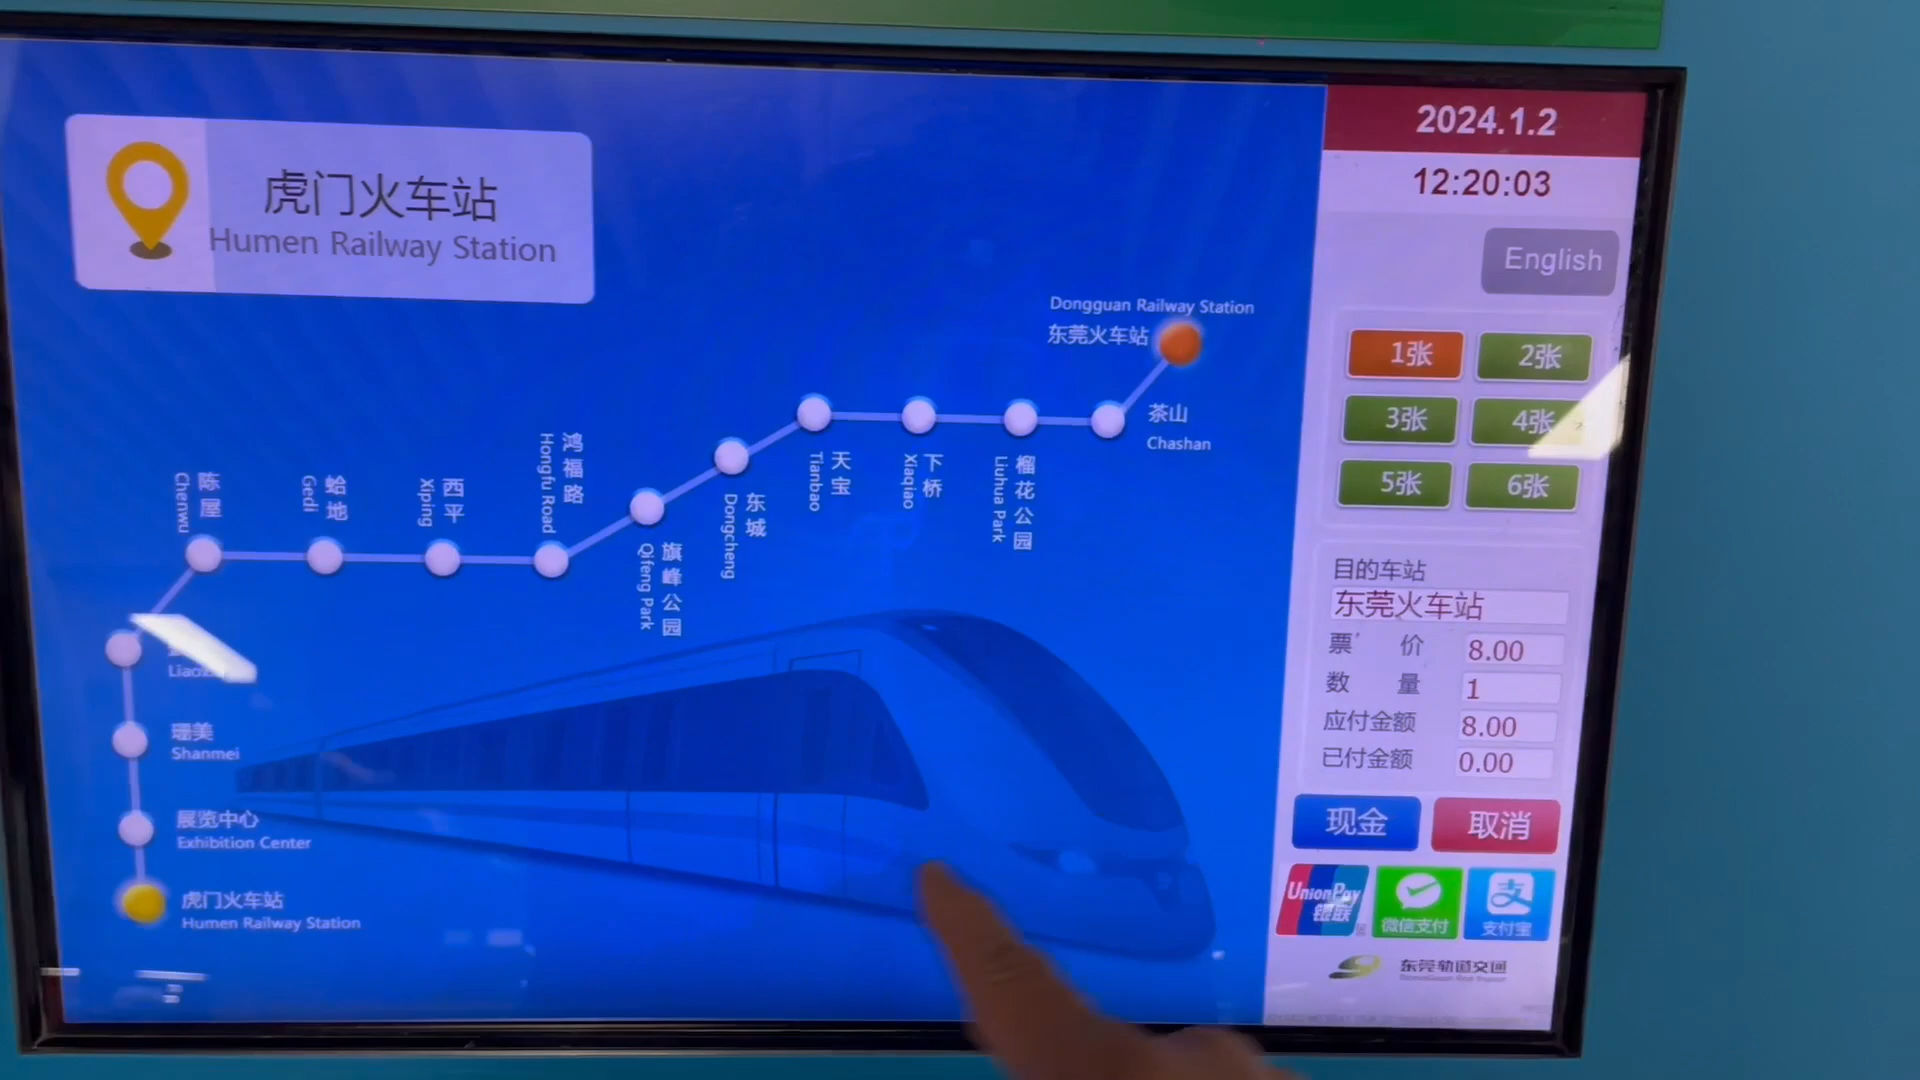 虎门火车站
Humen Railway Station
2024.1.2
12:20:03
English
1张
2张
3张
4张
5张
6张
Dongguan Railway Station
东莞火车站
茶山
Chashan
榴花公园
Liuhua Park
下桥
Xiaqiao
天宝
Tianbao
东城
Dongcheng
旗峰公园
Qifeng Park
鸿福路
Hongfu Road
西平
Xiping
蛤地
Gedi
陈屋
Chenwu
珊美
Shanmei
展览中心
Exhibition Center
虎门火车站
Humen Railway Station
目的车站
东莞火车站
票 价 8.00
数 量 1
应付金额 8.00
已付金额 0.00
现金
取消
UnionPay
银联
微信支付
支付宝
东莞轨道交通